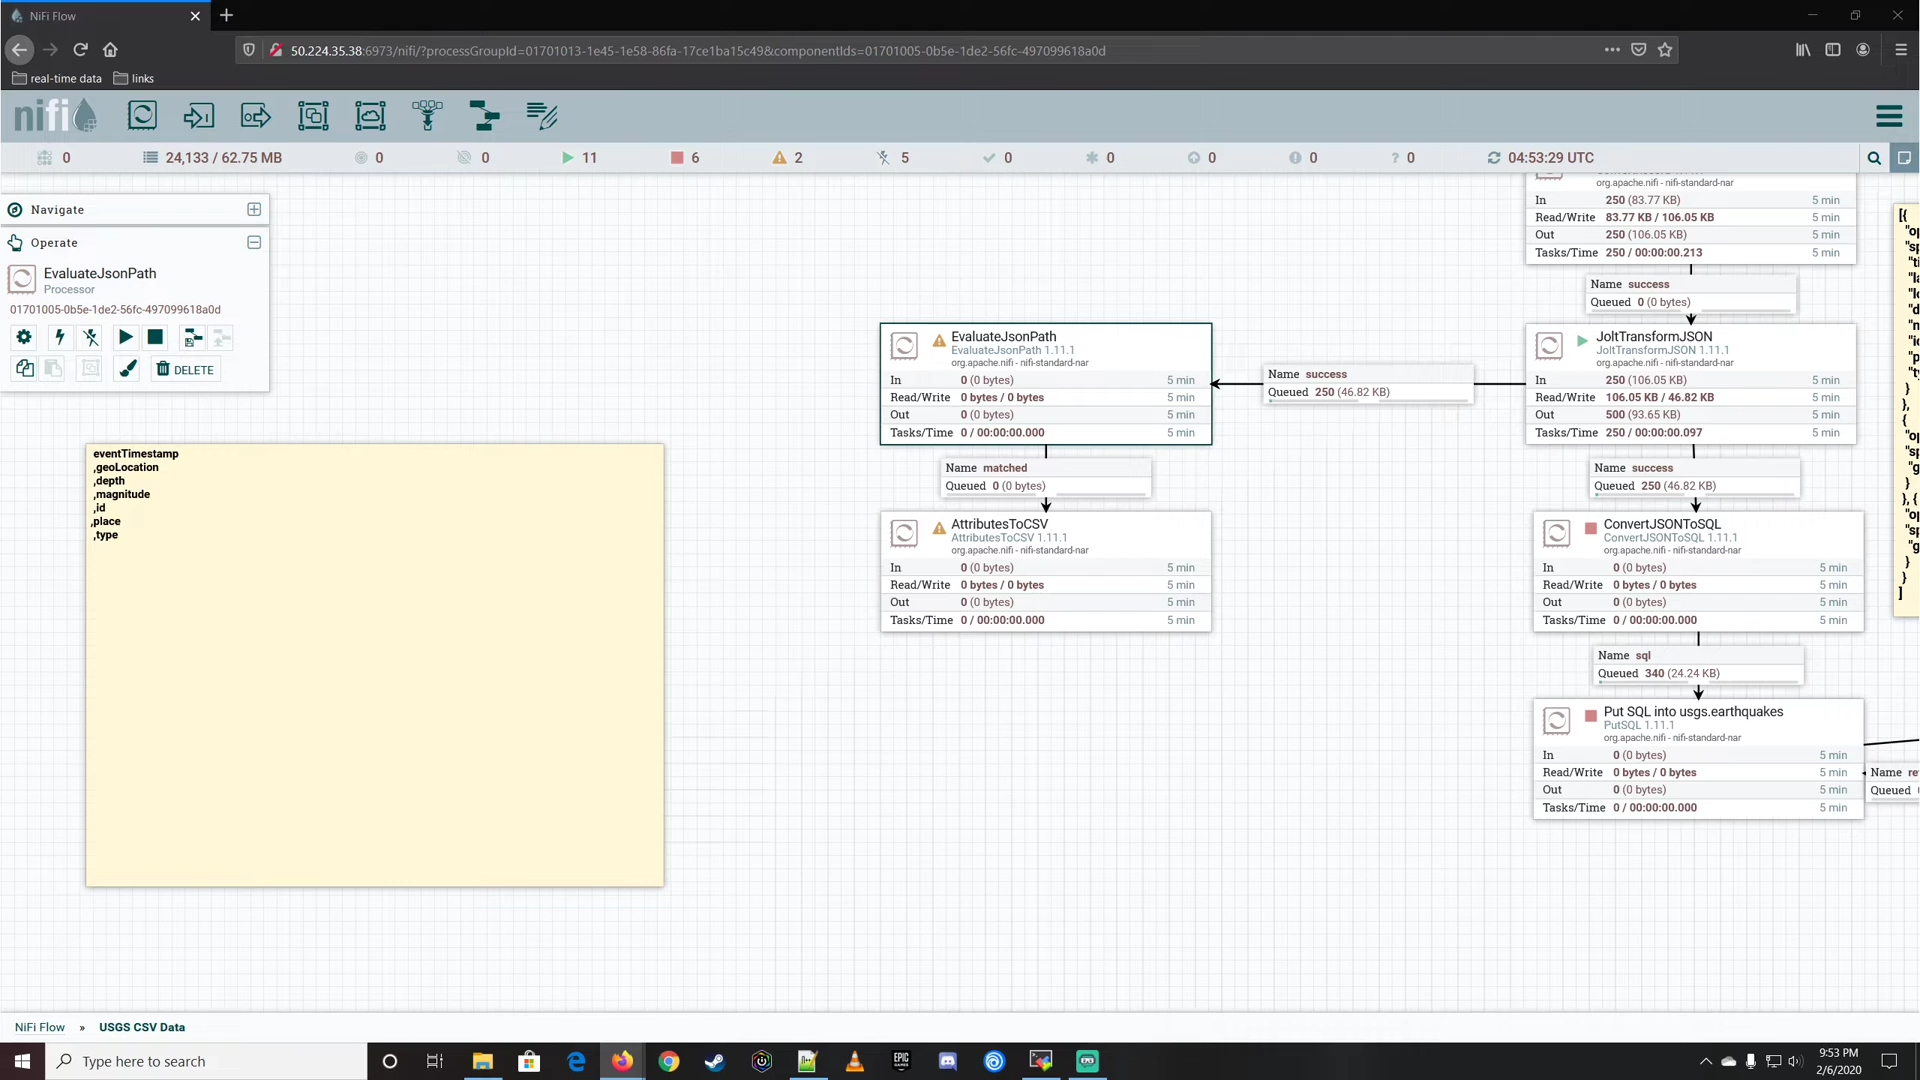 NiFi Flow
50.224.35.38:6973/nifi/?processGroupId=01701013-1e45-1e58-86fa-17ce1ba15c49&componentIds=01701005-0b5e-1de2-56fc-497099618a0d
real-time data links
nifi
0 24,133 / 62.75 MB 0 0 11 6 2 5 0 0 0 0 ? 0 04:53:29 UTC
Navigate
Operate
EvaluateJsonPath
Processor
01701005-0b5e-1de2-56fc-497099618a0d
DELETE
eventTimestamp
,geoLocation
,depth
,magnitude
,id
,place
,type
EvaluateJsonPath
EvaluateJsonPath 1.11.1
org.apache.nifi - nifi-standard-nar
In 0 (0 bytes) 5 min
Read/Write 0 bytes / 0 bytes 5 min
Out 0 (0 bytes) 5 min
Tasks/Time 0 / 00:00:00.000 5 min
Name matched
Queued 0 (0 bytes)
AttributesToCSV
AttributesToCSV 1.11.1
org.apache.nifi - nifi-standard-nar
In 0 (0 bytes) 5 min
Read/Write 0 bytes / 0 bytes 5 min
Out 0 (0 bytes) 5 min
Tasks/Time 0 / 00:00:00.000 5 min
Name success
Queued 250 (46.82 KB)
org.apache.nifi - nifi-standard-nar
In 250 (83.77 KB) 5 min
Read/Write 83.77 KB / 106.05 KB 5 min
Out 250 (106.05 KB) 5 min
Tasks/Time 250 / 00:00:00.213 5 min
Name success
Queued 0 (0 bytes)
JoltTransformJSON
JoltTransformJSON 1.11.1
org.apache.nifi - nifi-standard-nar
In 250 (106.05 KB) 5 min
Read/Write 106.05 KB / 46.82 KB 5 min
Out 500 (93.65 KB) 5 min
Tasks/Time 250 / 00:00:00.097 5 min
Name success
Queued 250 (46.82 KB)
ConvertJSONToSQL
ConvertJSONToSQL 1.11.1
org.apache.nifi - nifi-standard-nar
In 0 (0 bytes) 5 min
Read/Write 0 bytes / 0 bytes 5 min
Out 0 (0 bytes) 5 min
Tasks/Time 0 / 00:00:00.000 5 min
Name sql
Queued 340 (24.24 KB)
Put SQL into usgs.earthquakes
PutSQL 1.11.1
org.apache.nifi - nifi-standard-nar
In 0 (0 bytes) 5 min
Read/Write 0 bytes / 0 bytes 5 min
Out 0 (0 bytes) 5 min
Tasks/Time 0 / 00:00:00.000 5 min
Name re
Queued
[{
}
},
{
}
}, {
}
}
]
NiFi Flow » USGS CSV Data
Type here to search
EPIC GAMES
9:53 PM
2/6/2020